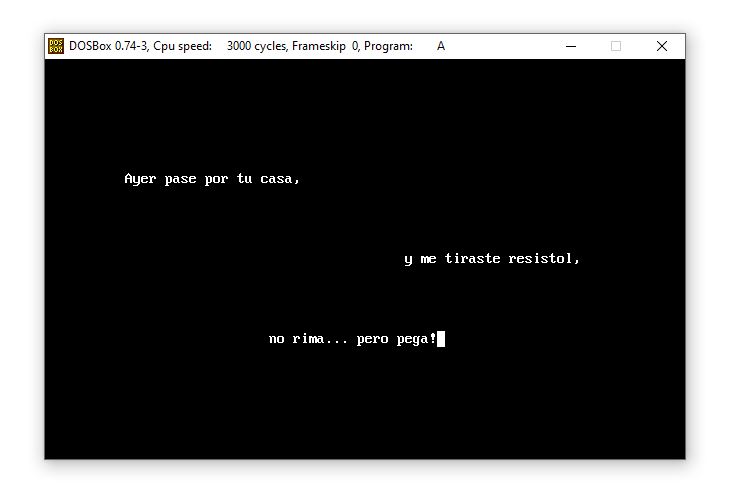 DOSBox 0.74-3, Cpu speed: 3000 cycles, Frameskip 0, Program: A
Ayer pase por tu casa,
y me tiraste resistol,
no rima... pero pega!